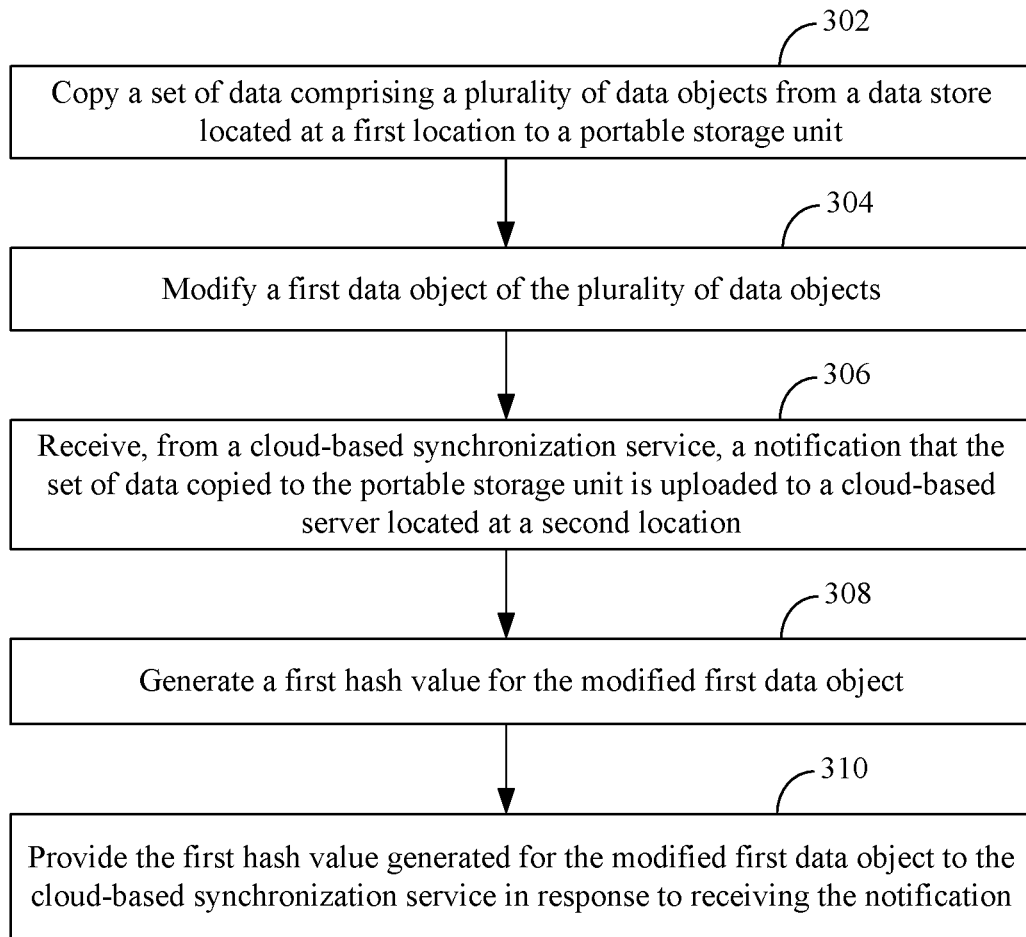 302
Copy a set of data comprising a plurality of data objects from a data store
located at a first location to a portable storage unit
304
Modify a first data object of the plurality of data objects
306
Receive, from a cloud-based synchronization service, a notification that the
set of data copied to the portable storage unit is uploaded to a cloud-based
server located at a second location
308
Generate a first hash value for the modified first data object
310
Provide the first hash value generated for the modified first data object to the
cloud-based synchronization service in response to receiving the notification